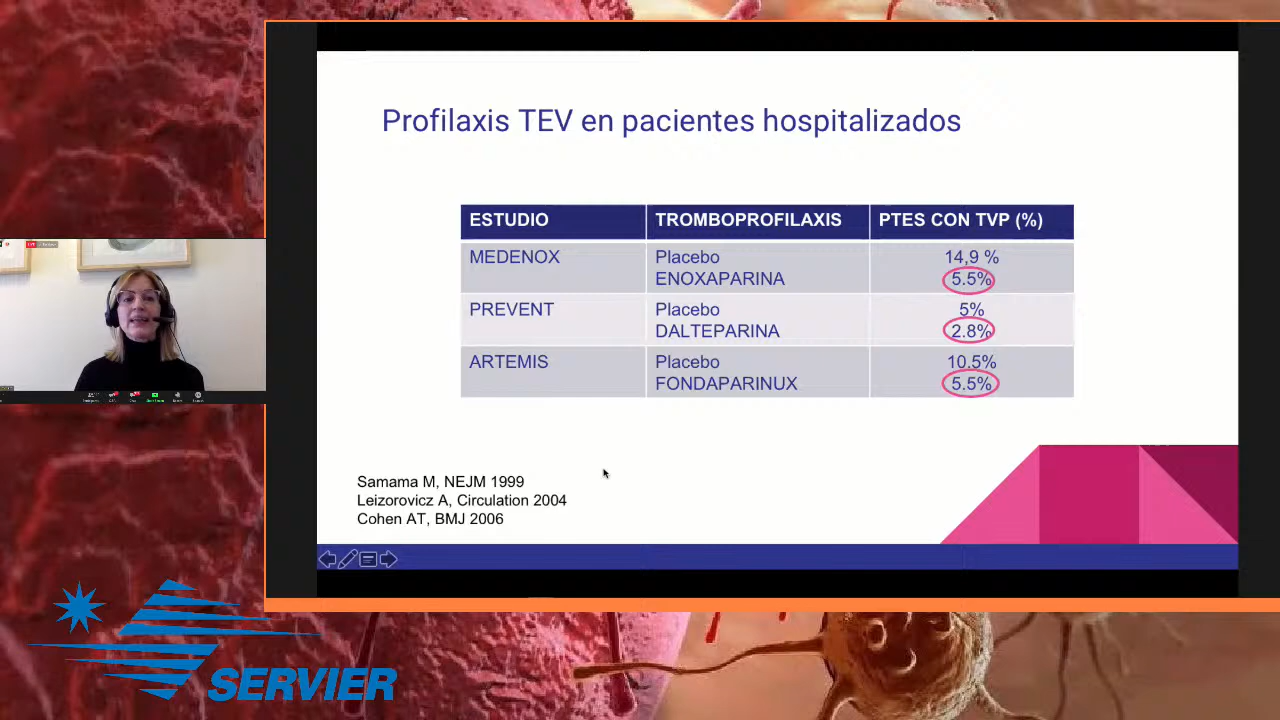 Profilaxis TEV en pacientes hospitalizados
ESTUDIO TROMBOPROFILAXIS PTES CON TVP (%)
MEDENOX Placebo 14,9 %
ENOXAPARINA 5.5%
PREVENT Placebo 5%
DALTEPARINA 2.8%
ARTEMIS Placebo 10.5%
FONDAPARINUX 5.5%
Samama M, NEJM 1999
Leizorovicz A, Circulation 2004
Cohen AT, BMJ 2006
SERVIER